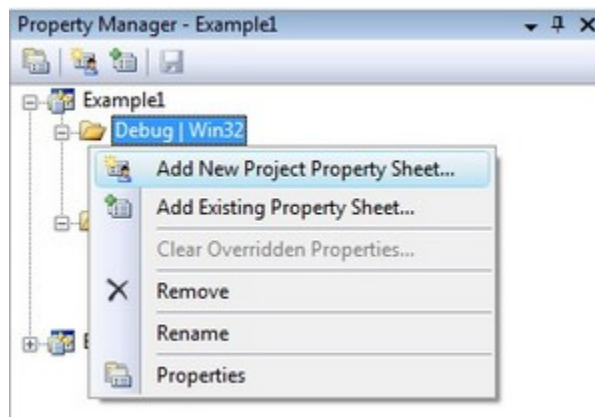 Property Manager - Example1
Example1
Debug | Win32
Add New Project Property Sheet...
Add Existing Property Sheet...
Clear Overridden Properties...
Remove
Rename
Properties